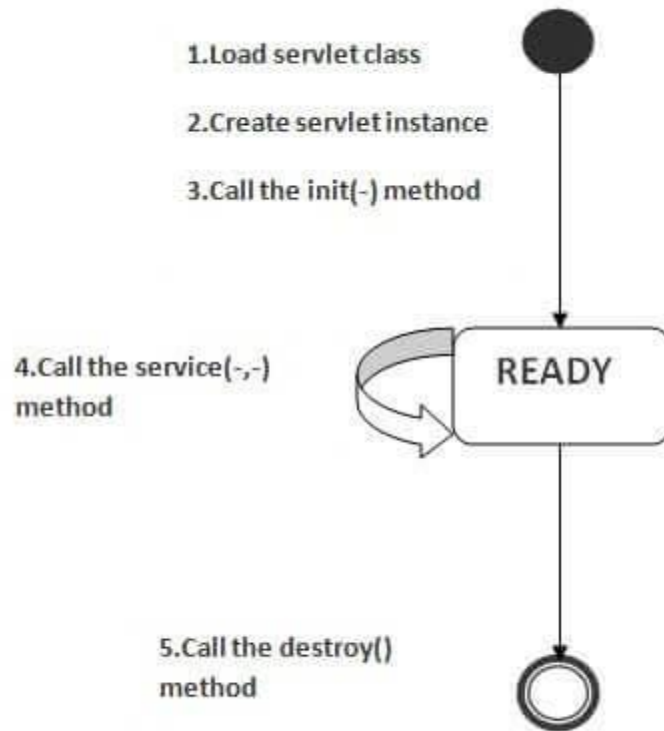 1.Load servlet class
2.Create servlet instance
3.Call the init(-) method
4.Call the service(-,-)
method
READY
5.Call the destroy()
method